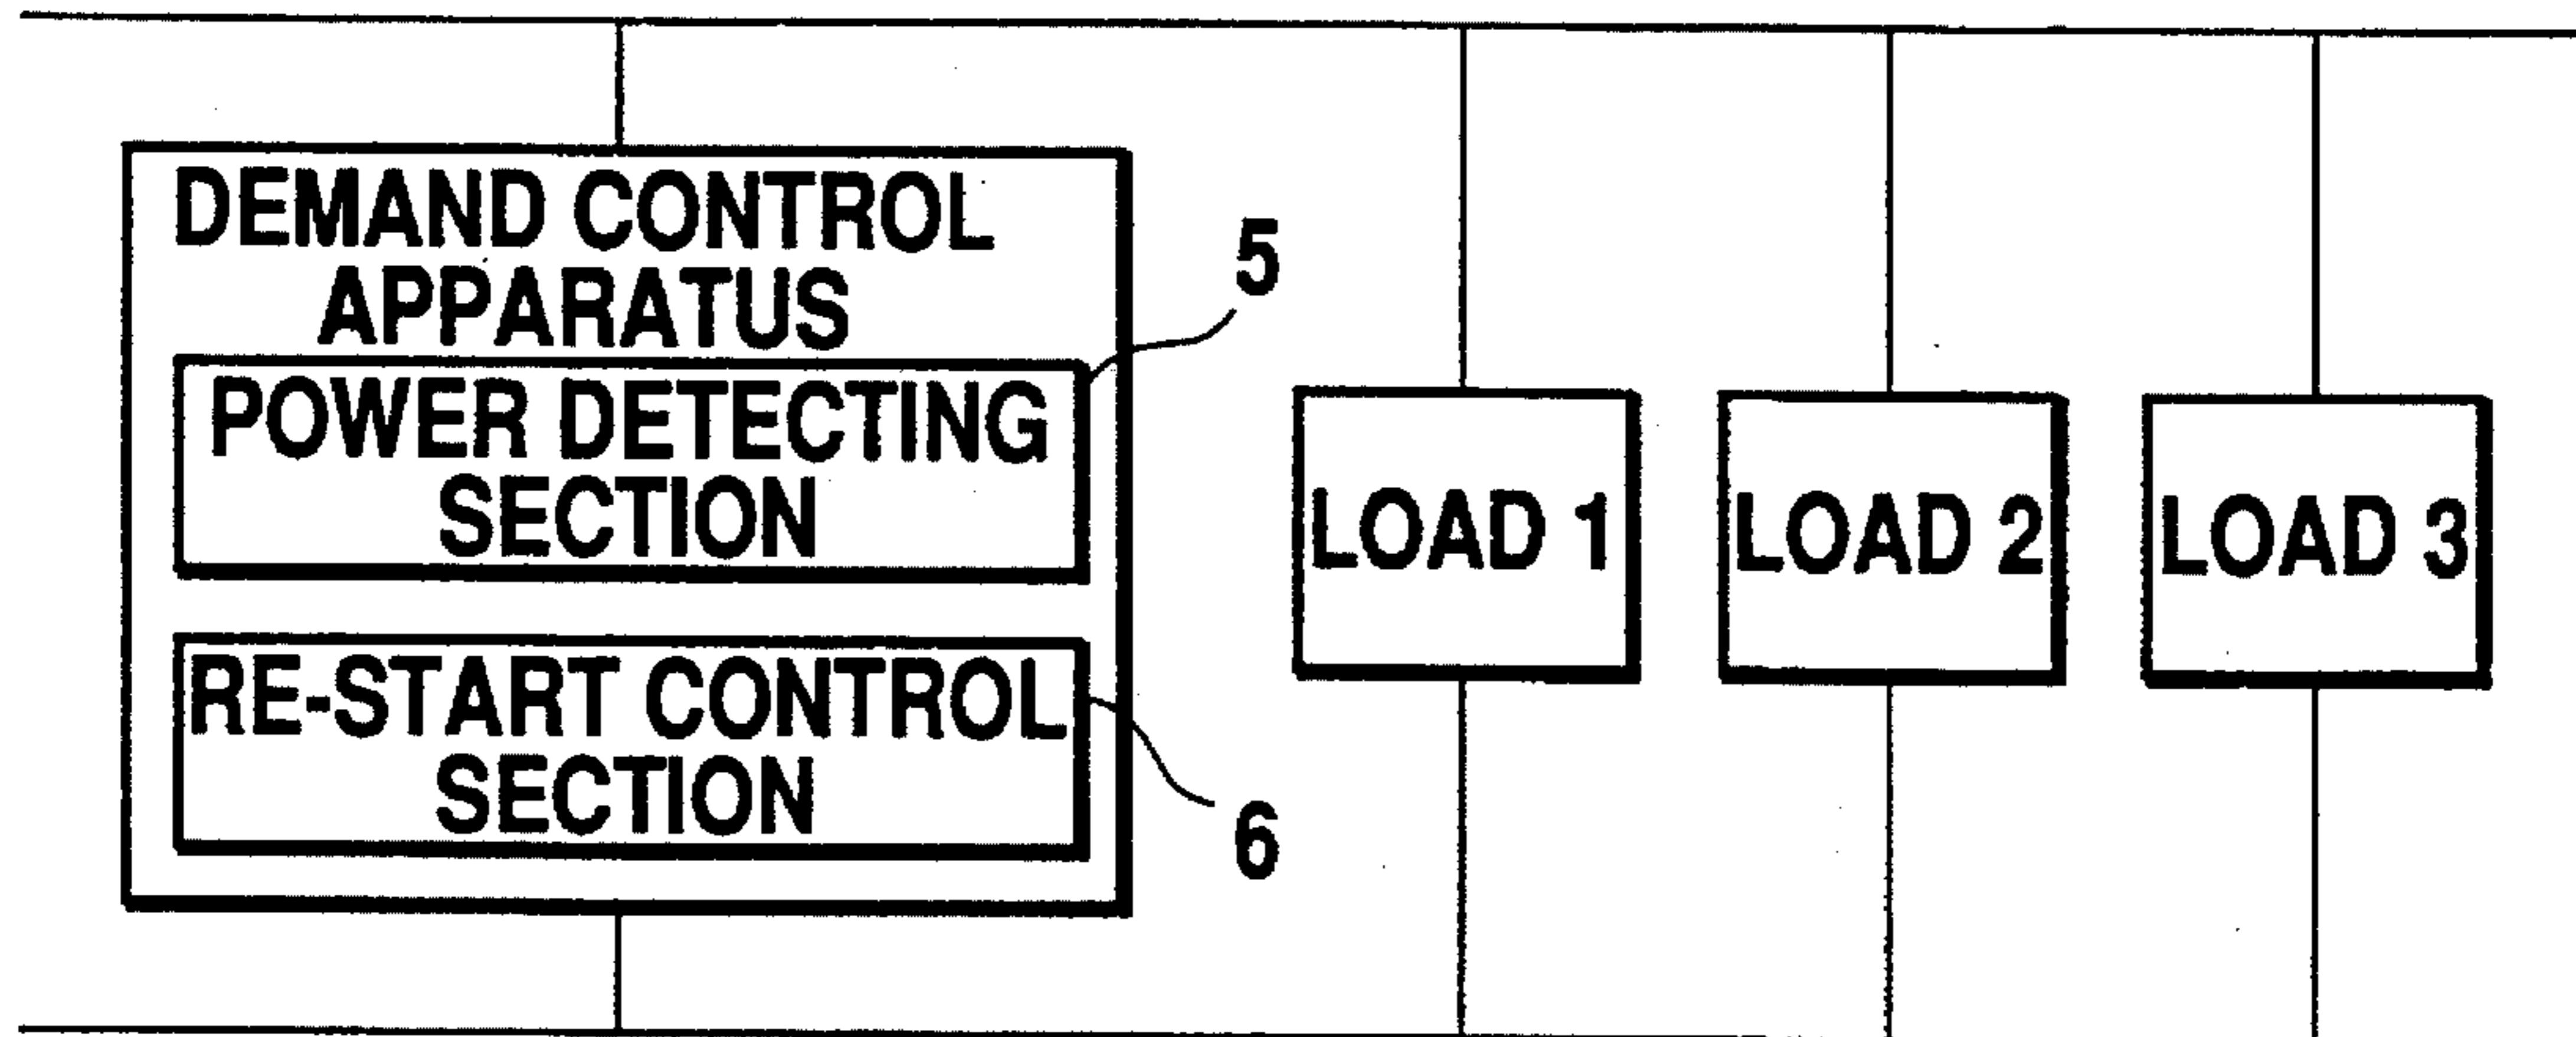 DEMAND CONTROL
APPARATUS
5
POWER DETECTING
SECTION
RE-START CONTROL
SECTION
6
LOAD 1
LOAD 2
LOAD 3